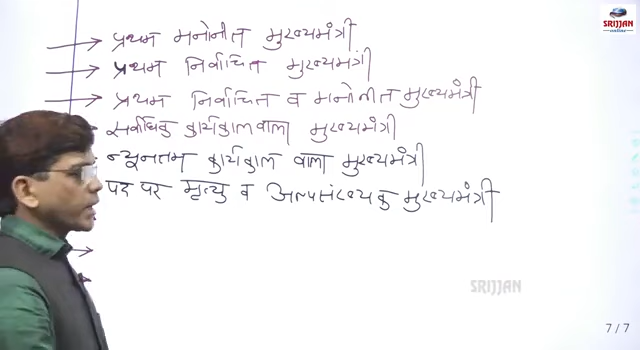 SRIJJAN
online
→ प्रथम मनोनीत मुख्यमंत्री
→ प्रथम निर्वाचित मुख्यमंत्री
→ प्रथम निर्वाचित व मनोनीत मुख्यमंत्री
सर्वाधिक कार्यकाल वाला मुख्यमंत्री
न्यूनतम कार्यकाल वाला मुख्यमंत्री
पद पर मृत्यु व अल्पसंख्यक मुख्यमंत्री
SRIJJAN
7/7